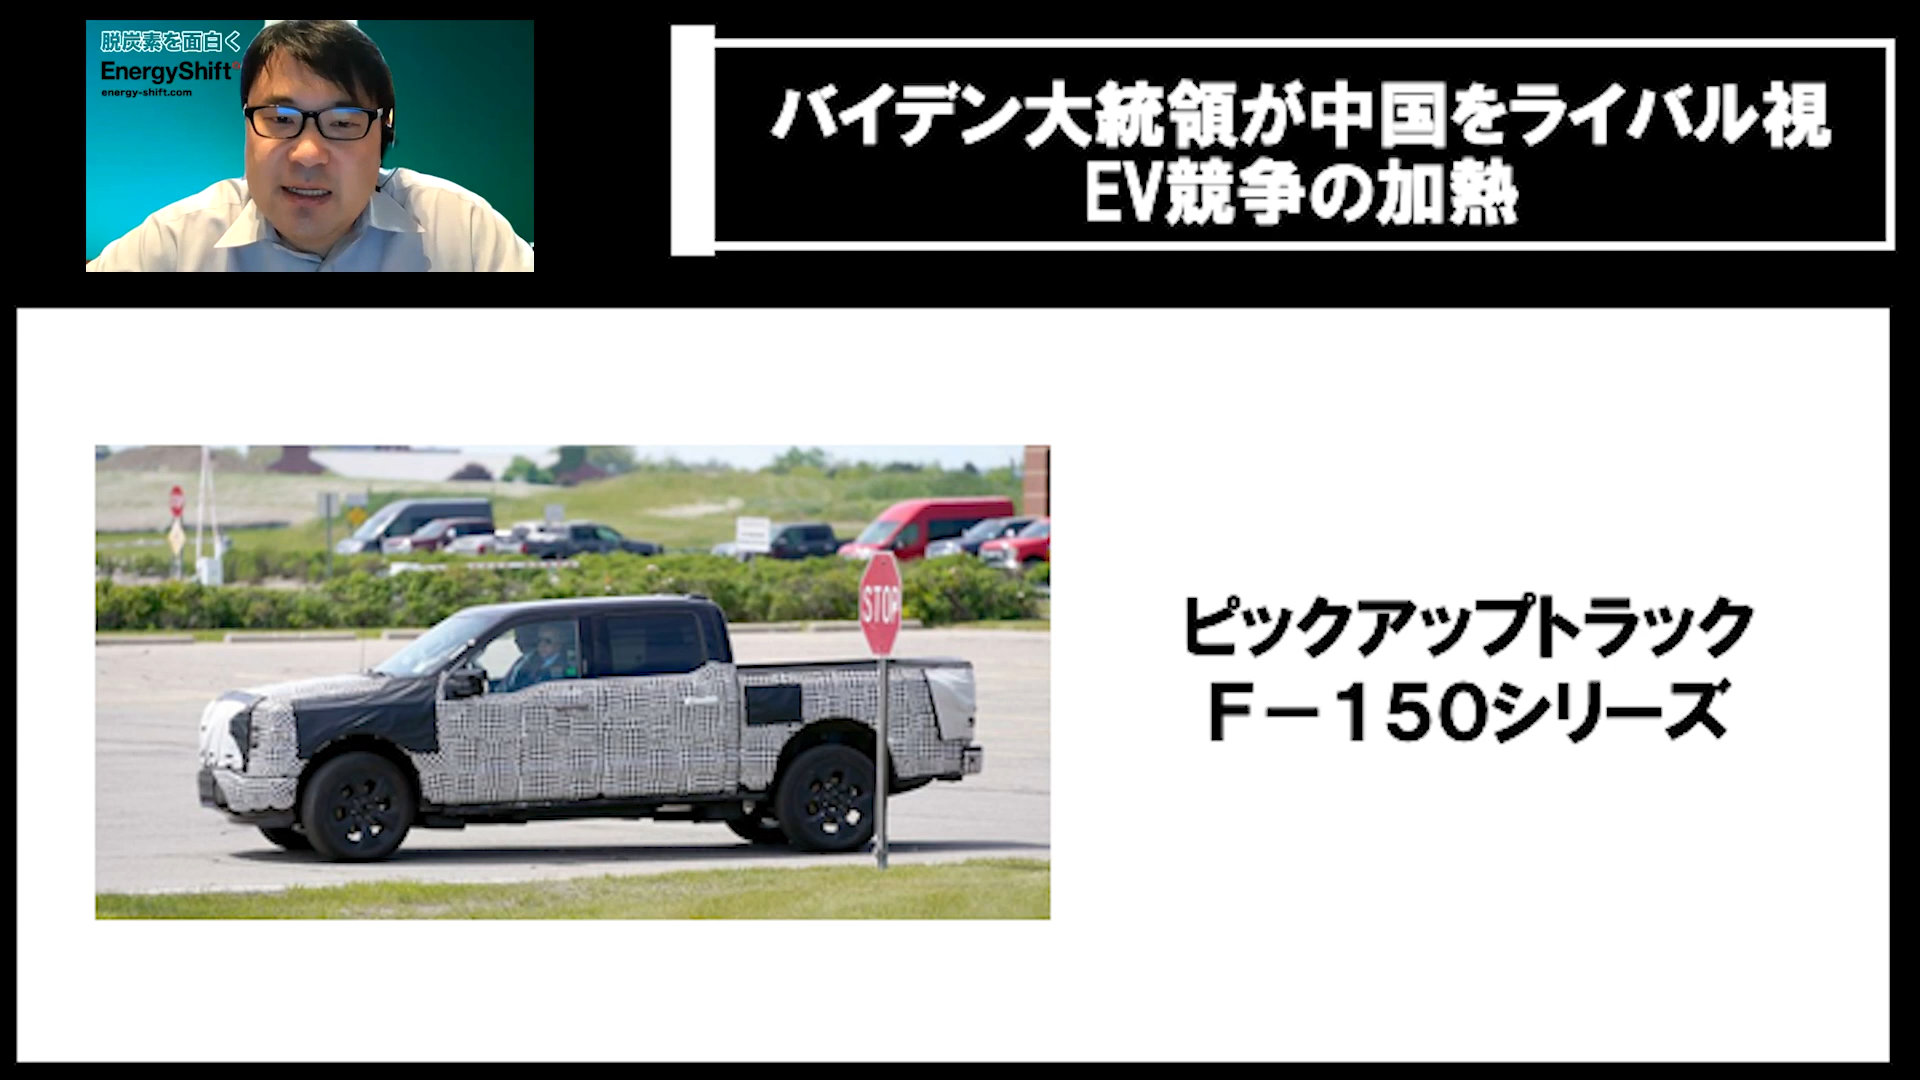 脱炭素を面白く
EnergyShift
energy-shift.com
バイデン大統領が中国をライバル視
EV競争の加熱
STOP
ピックアップトラック
F－150シリーズ